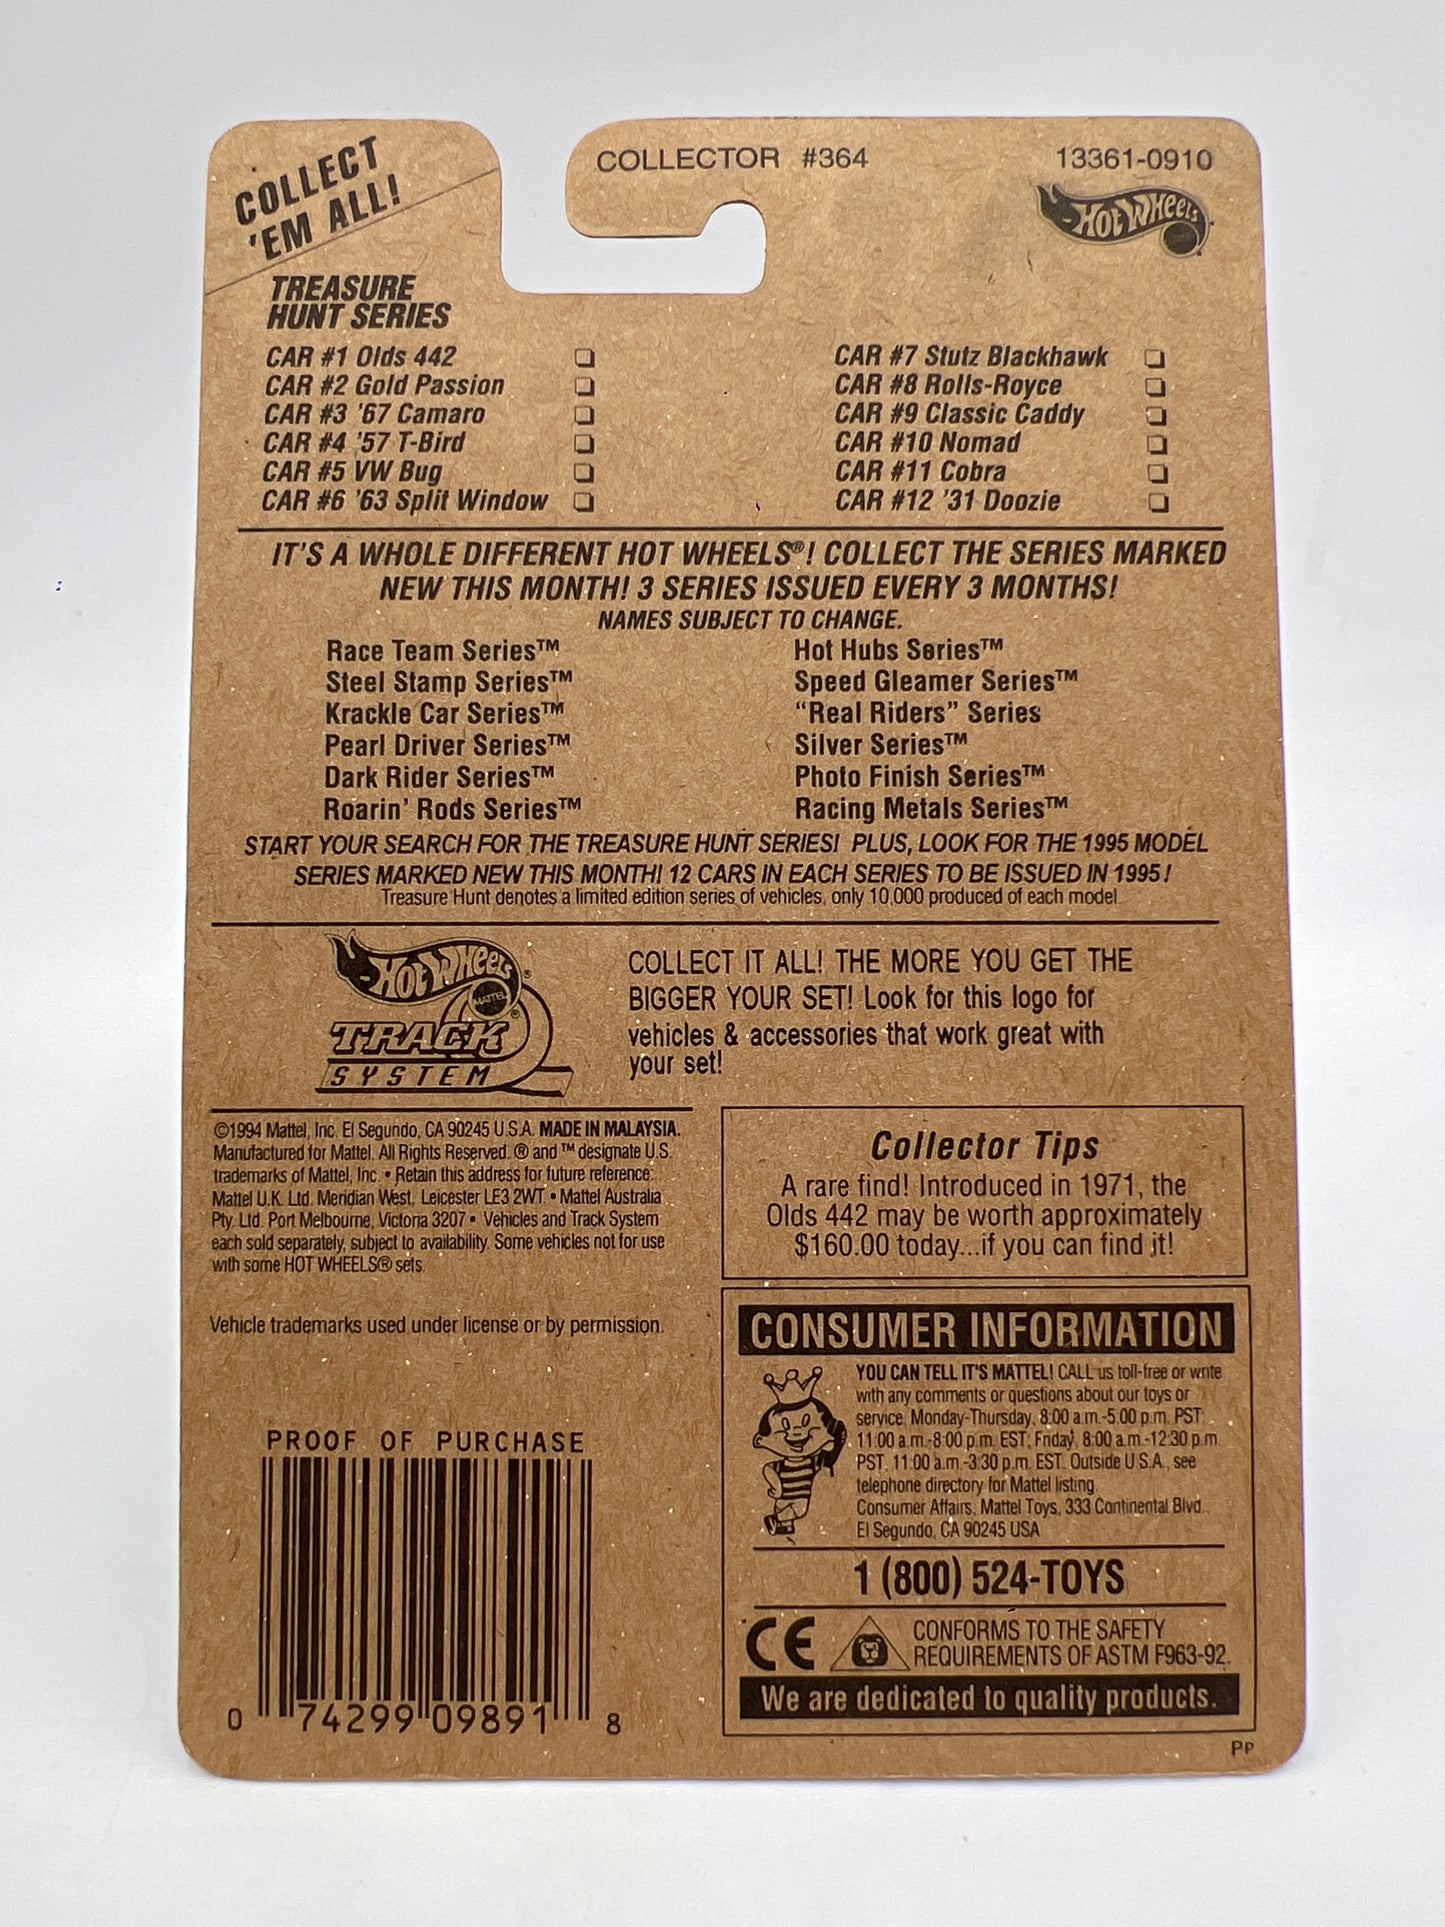 COLLECT
'EM ALL!
COLLECTOR #364
13361-0910
HOT WHEELS
TREASURE
HUNT SERIES
CAR #1 Olds 442
CAR #2 Gold Passion
CAR #3 '67 Camaro
CAR #4 '57 T-Bird
CAR #5 VW Bug
CAR #6 '63 Split Window
CAR #7 Stutz Blackhawk
CAR #8 Rolls-Royce
CAR #9 Classic Caddy
CAR #10 Nomad
CAR #11 Cobra
CAR #12 '31 Doozie
IT'S A WHOLE DIFFERENT HOT WHEELS®! COLLECT THE SERIES MARKED
NEW THIS MONTH! 3 SERIES ISSUED EVERY 3 MONTHS!
NAMES SUBJECT TO CHANGE.
Race Team Series™
Steel Stamp Series™
Krackle Car Series™
Pearl Driver Series™
Dark Rider Series™
Roarin' Rods Series™
Hot Hubs Series™
Speed Gleamer Series™
"Real Riders" Series
Silver Series™
Photo Finish Series™
Racing Metals Series™
START YOUR SEARCH FOR THE TREASURE HUNT SERIES! PLUS, LOOK FOR THE 1995 MODEL
SERIES MARKED NEW THIS MONTH! 12 CARS IN EACH SERIES TO BE ISSUED IN 1995!
Treasure Hunt denotes a limited edition series of vehicles, only 10,000 produced of each model.
HOT WHEELS®
MATTEL®
TRACK
SYSTEM
COLLECT IT ALL! THE MORE YOU GET THE
BIGGER YOUR SET! Look for this logo for
vehicles & accessories that work great with
your set!
©1994 Mattel, Inc. El Segundo, CA 90245 U.S.A. MADE IN MALAYSIA.
Manufactured for Mattel. All Rights Reserved. ® and ™ designate U.S.
trademarks of Mattel, Inc. • Retain this address for future reference:
Mattel U.K. Ltd. Meridian West, Leicester LE3 2WT. • Mattel Australia
Pty. Ltd. Port Melbourne, Victoria 3207 • Vehicles and Track System
each sold separately, subject to availability. Some vehicles not for use
with some HOT WHEELS® sets.
Vehicle trademarks used under license or by permission.
Collector Tips
A rare find! Introduced in 1971, the
Olds 442 may be worth approximately
$160.00 today...if you can find it!
CONSUMER INFORMATION
YOU CAN TELL IT'S MATTEL! CALL us toll-free or write
with any comments or questions about our toys or
service. Monday-Thursday, 8:00 a.m.-5:00 p.m. PST.
11:00 a.m.-8:00 p.m. EST; Friday, 8:00 a.m.-12:30 p.m.
PST, 11:00 a.m.-3:30 p.m. EST. Outside U.S.A., see
telephone directory for Mattel listing.
Consumer Affairs, Mattel Toys, 333 Continental Blvd.,
El Segundo, CA 90245 USA
1 (800) 524-TOYS
CE
CONFORMS TO THE SAFETY
REQUIREMENTS OF ASTM F963-92.
We are dedicated to quality products.
PROOF OF PURCHASE
0 74299 09891 8
PP